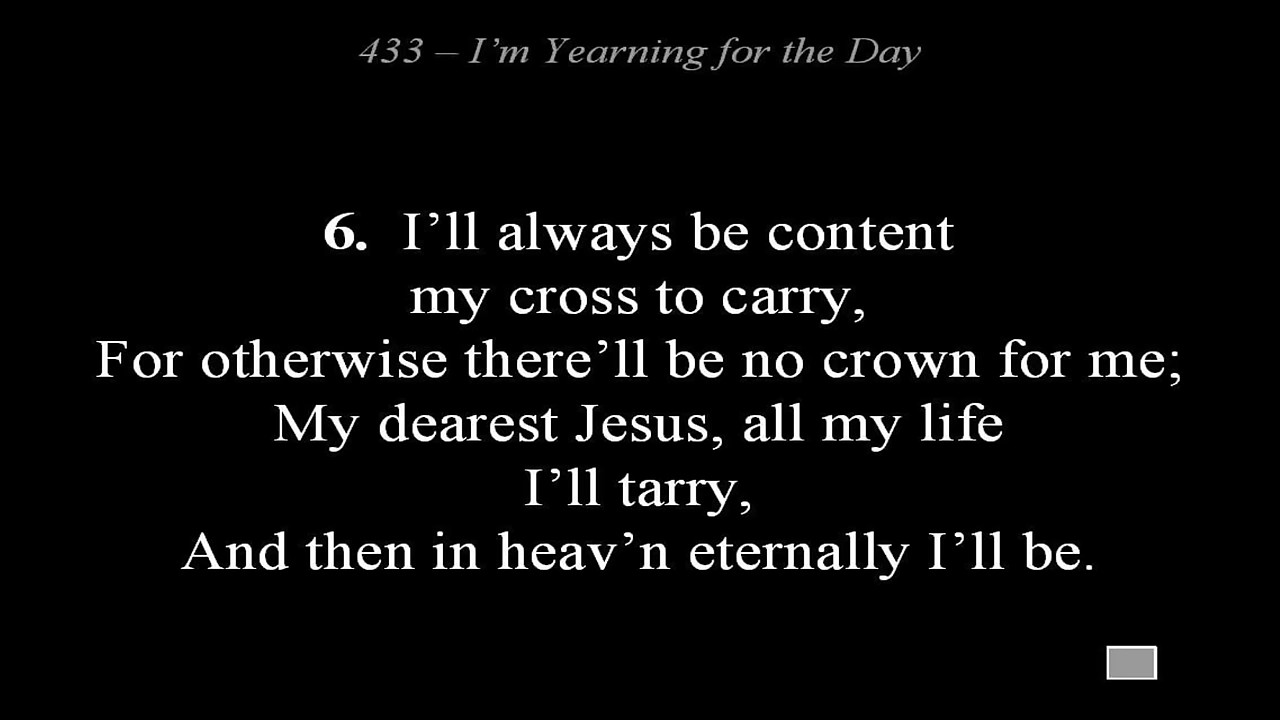 433 – I’m Yearning for the Day
6. I’ll always be content
my cross to carry,
For otherwise there’ll be no crown for me;
My dearest Jesus, all my life
I’ll tarry,
And then in heav’n eternally I’ll be.